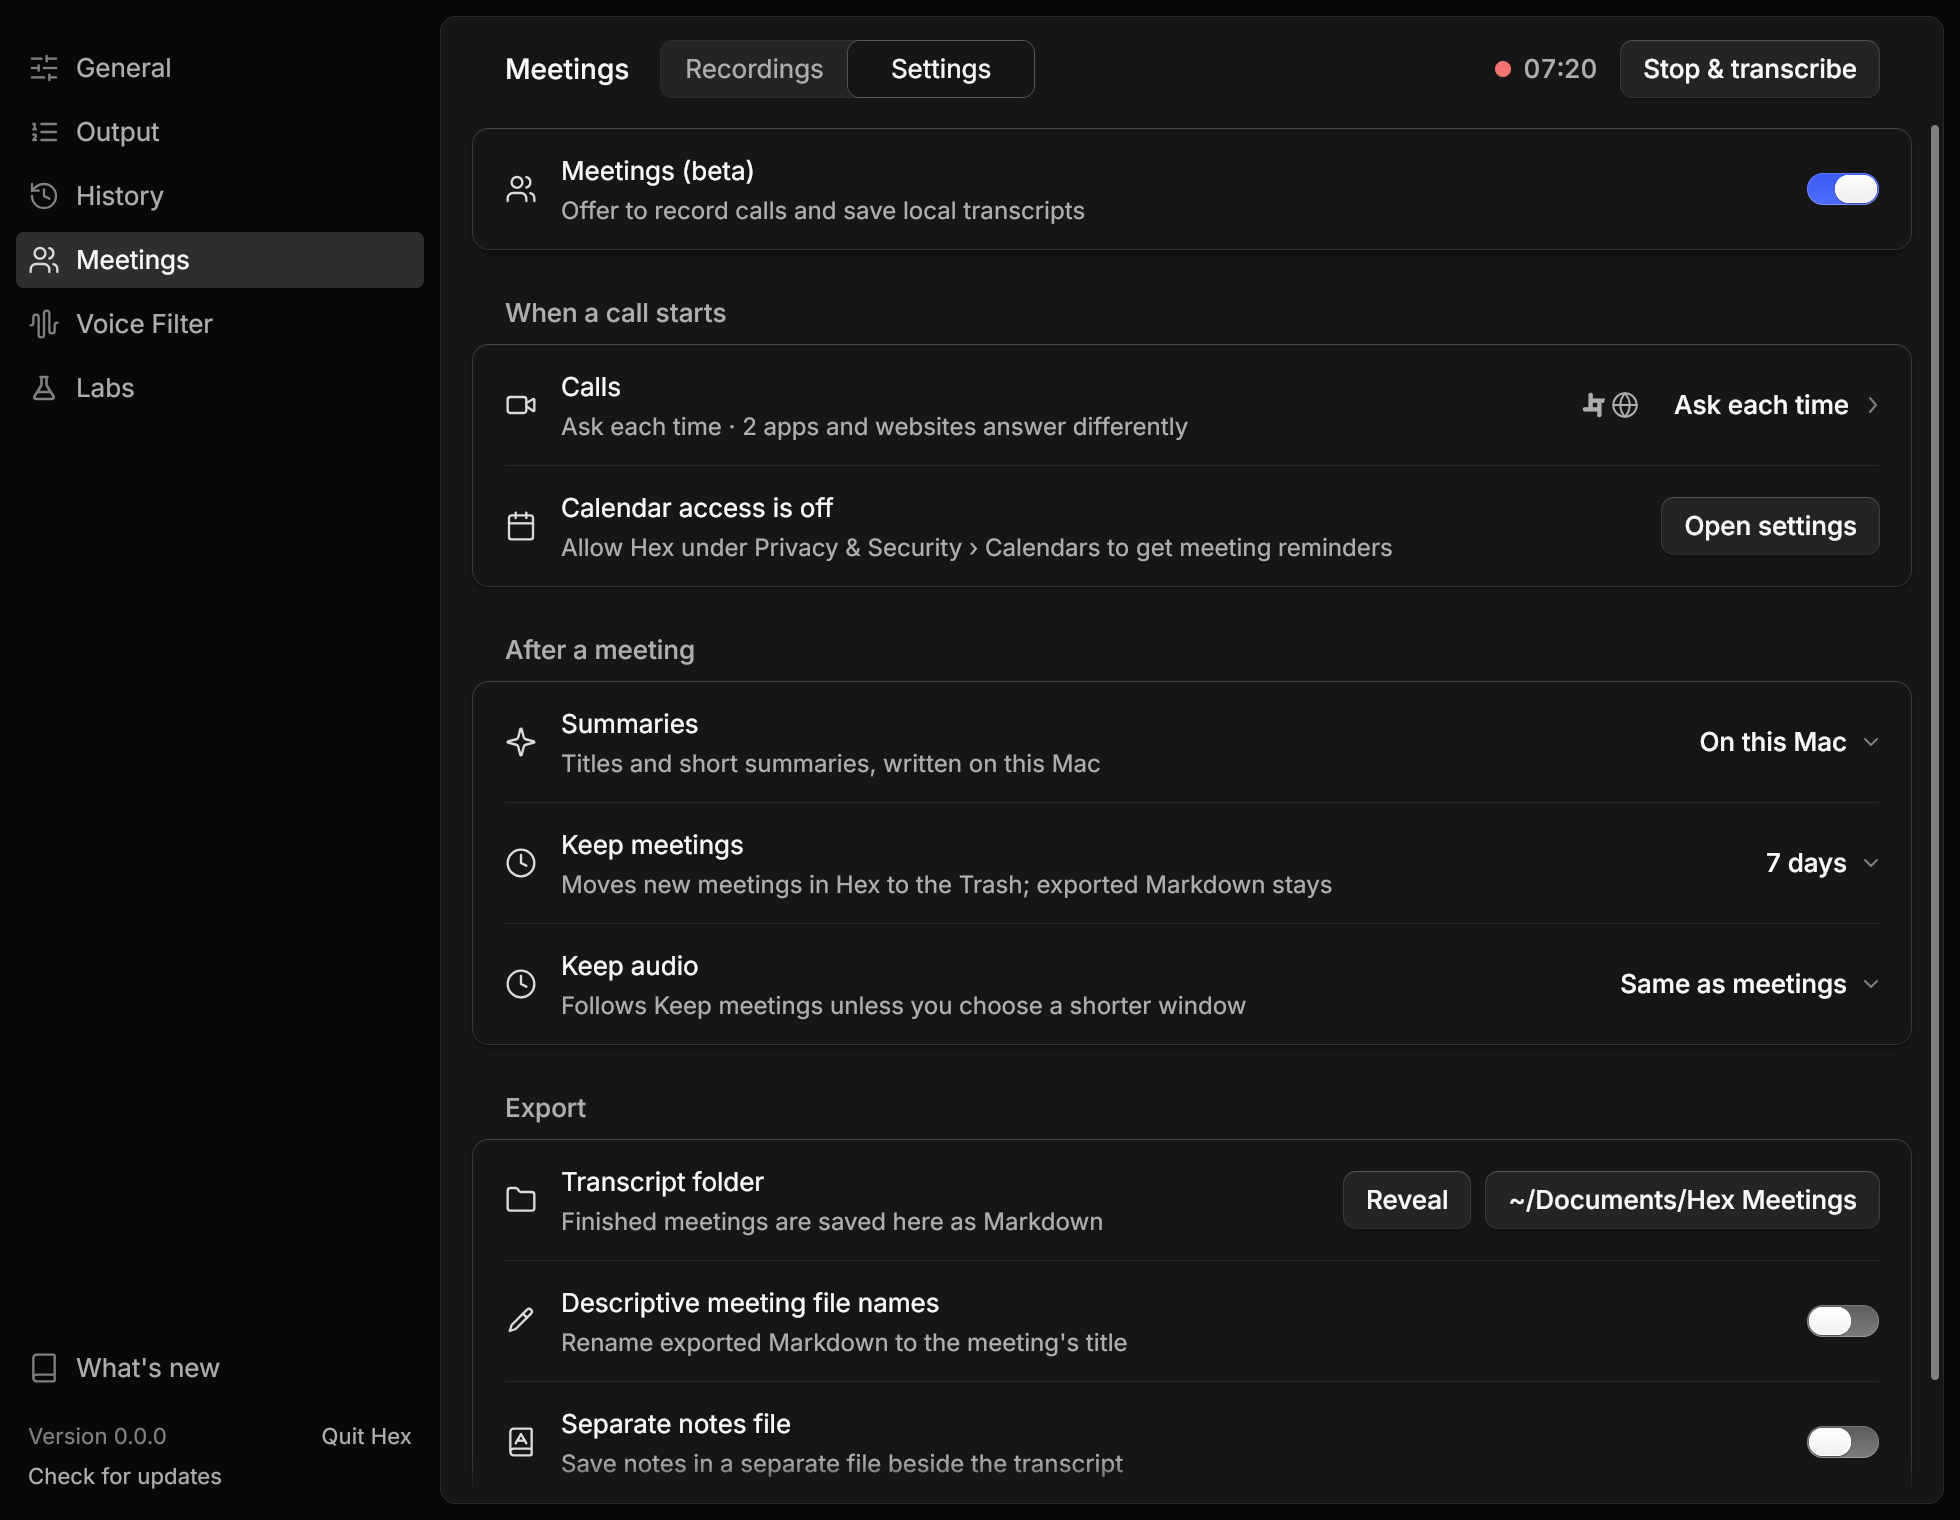 General
Output
History
Meetings
Voice Filter
Labs
What's new
Version 0.0.0
Quit Hex
Check for updates
Meetings
Recordings
Settings
07:20
Stop & transcribe
Meetings (beta)
Offer to record calls and save local transcripts
When a call starts
Calls
Ask each time · 2 apps and websites answer differently
Ask each time
Calendar access is off
Allow Hex under Privacy & Security › Calendars to get meeting reminders
Open settings
After a meeting
Summaries
Titles and short summaries, written on this Mac
On this Mac
Keep meetings
Moves new meetings in Hex to the Trash; exported Markdown stays
7 days
Keep audio
Follows Keep meetings unless you choose a shorter window
Same as meetings
Export
Transcript folder
Finished meetings are saved here as Markdown
Reveal
~/Documents/Hex Meetings
Descriptive meeting file names
Rename exported Markdown to the meeting's title
Separate notes file
Save notes in a separate file beside the transcript